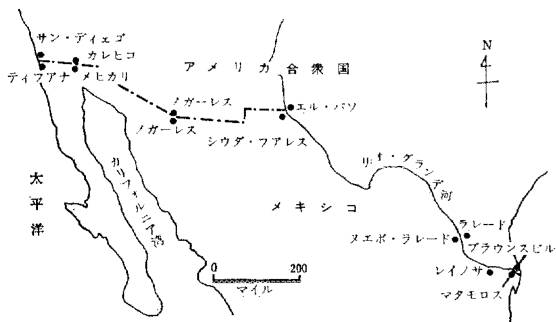 サン・ディェゴ
カレヒコ
ティファナ
メヒカリ
アメリカ合衆国
N
ノガーレス
ノガーレス
エル・パソ
シウダ・フアレス
リオ・グランデ河
カリフォルニア湾
太平洋
メキシコ
ラレード
ヌエボ・ラレード
ブラウンスビル
レイノサ
マタモロス
0
200
マイル